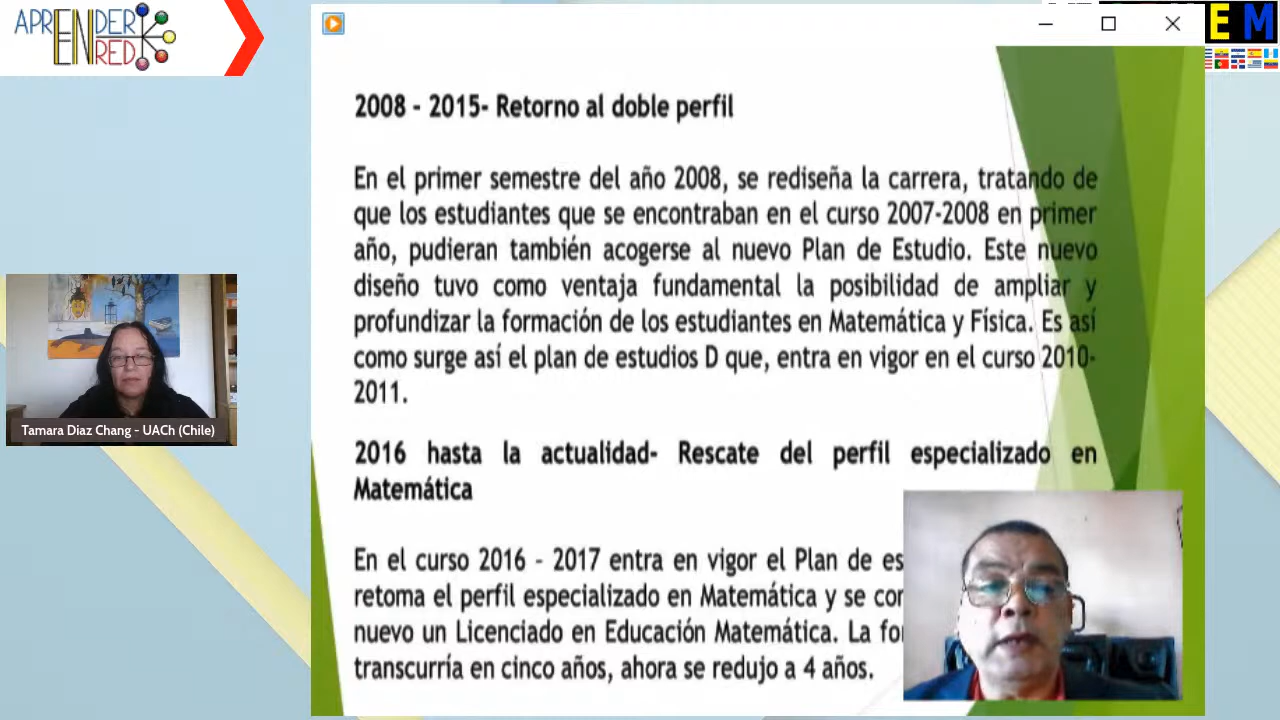 APRENDER
EN RED
E M
2008 - 2015- Retorno al doble perfil
En el primer semestre del año 2008, se rediseña la carrera, tratando de
que los estudiantes que se encontraban en el curso 2007-2008 en primer
año, pudieran también acogerse al nuevo Plan de Estudio. Este nuevo
diseño tuvo como ventaja fundamental la posibilidad de ampliar y
profundizar la formación de los estudiantes en Matemática y Física. Es así
como surge así el plan de estudios D que, entra en vigor en el curso 2010-
2011.
2016 hasta la actualidad- Rescate del perfil especializado en
Matemática
En el curso 2016 - 2017 entra en vigor el Plan de es
retoma el perfil especializado en Matemática y se cor
nuevo un Licenciado en Educación Matemática. La
transcurría en cinco años, ahora se redujo a 4 años.
Tamara Diaz Chang - UACh (Chile)